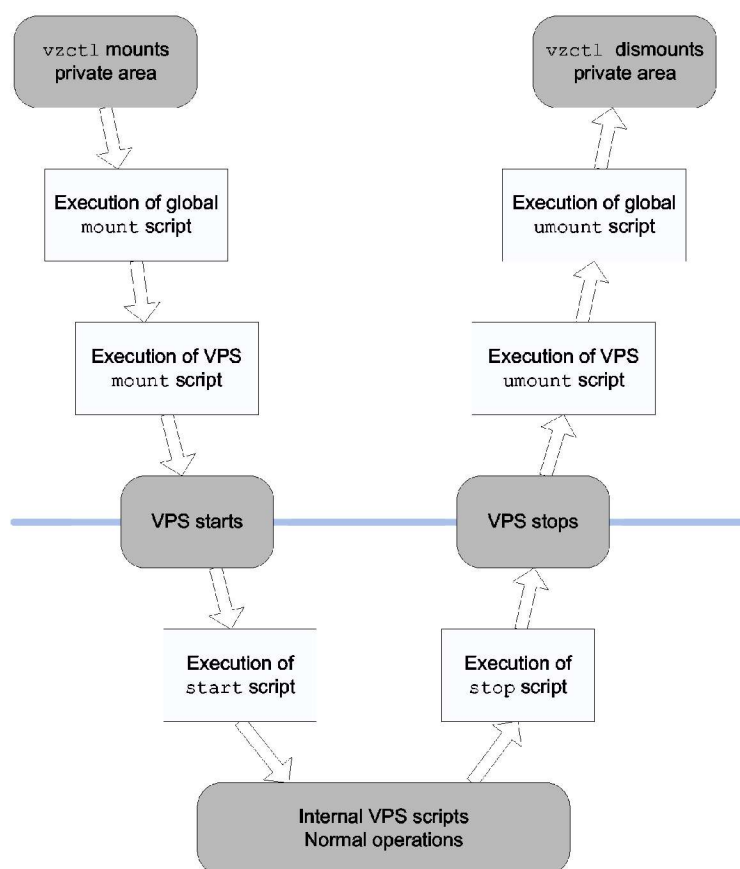 vzctl mounts
private area
vzctl dismounts
private area
Execution of global
mount script
Execution of global
umount script
Execution of VPS
mount script
Execution of VPS
umount script
VPS starts
VPS stops
Execution of
start script
Execution of
stop script
Internal VPS scripts
Normal operations